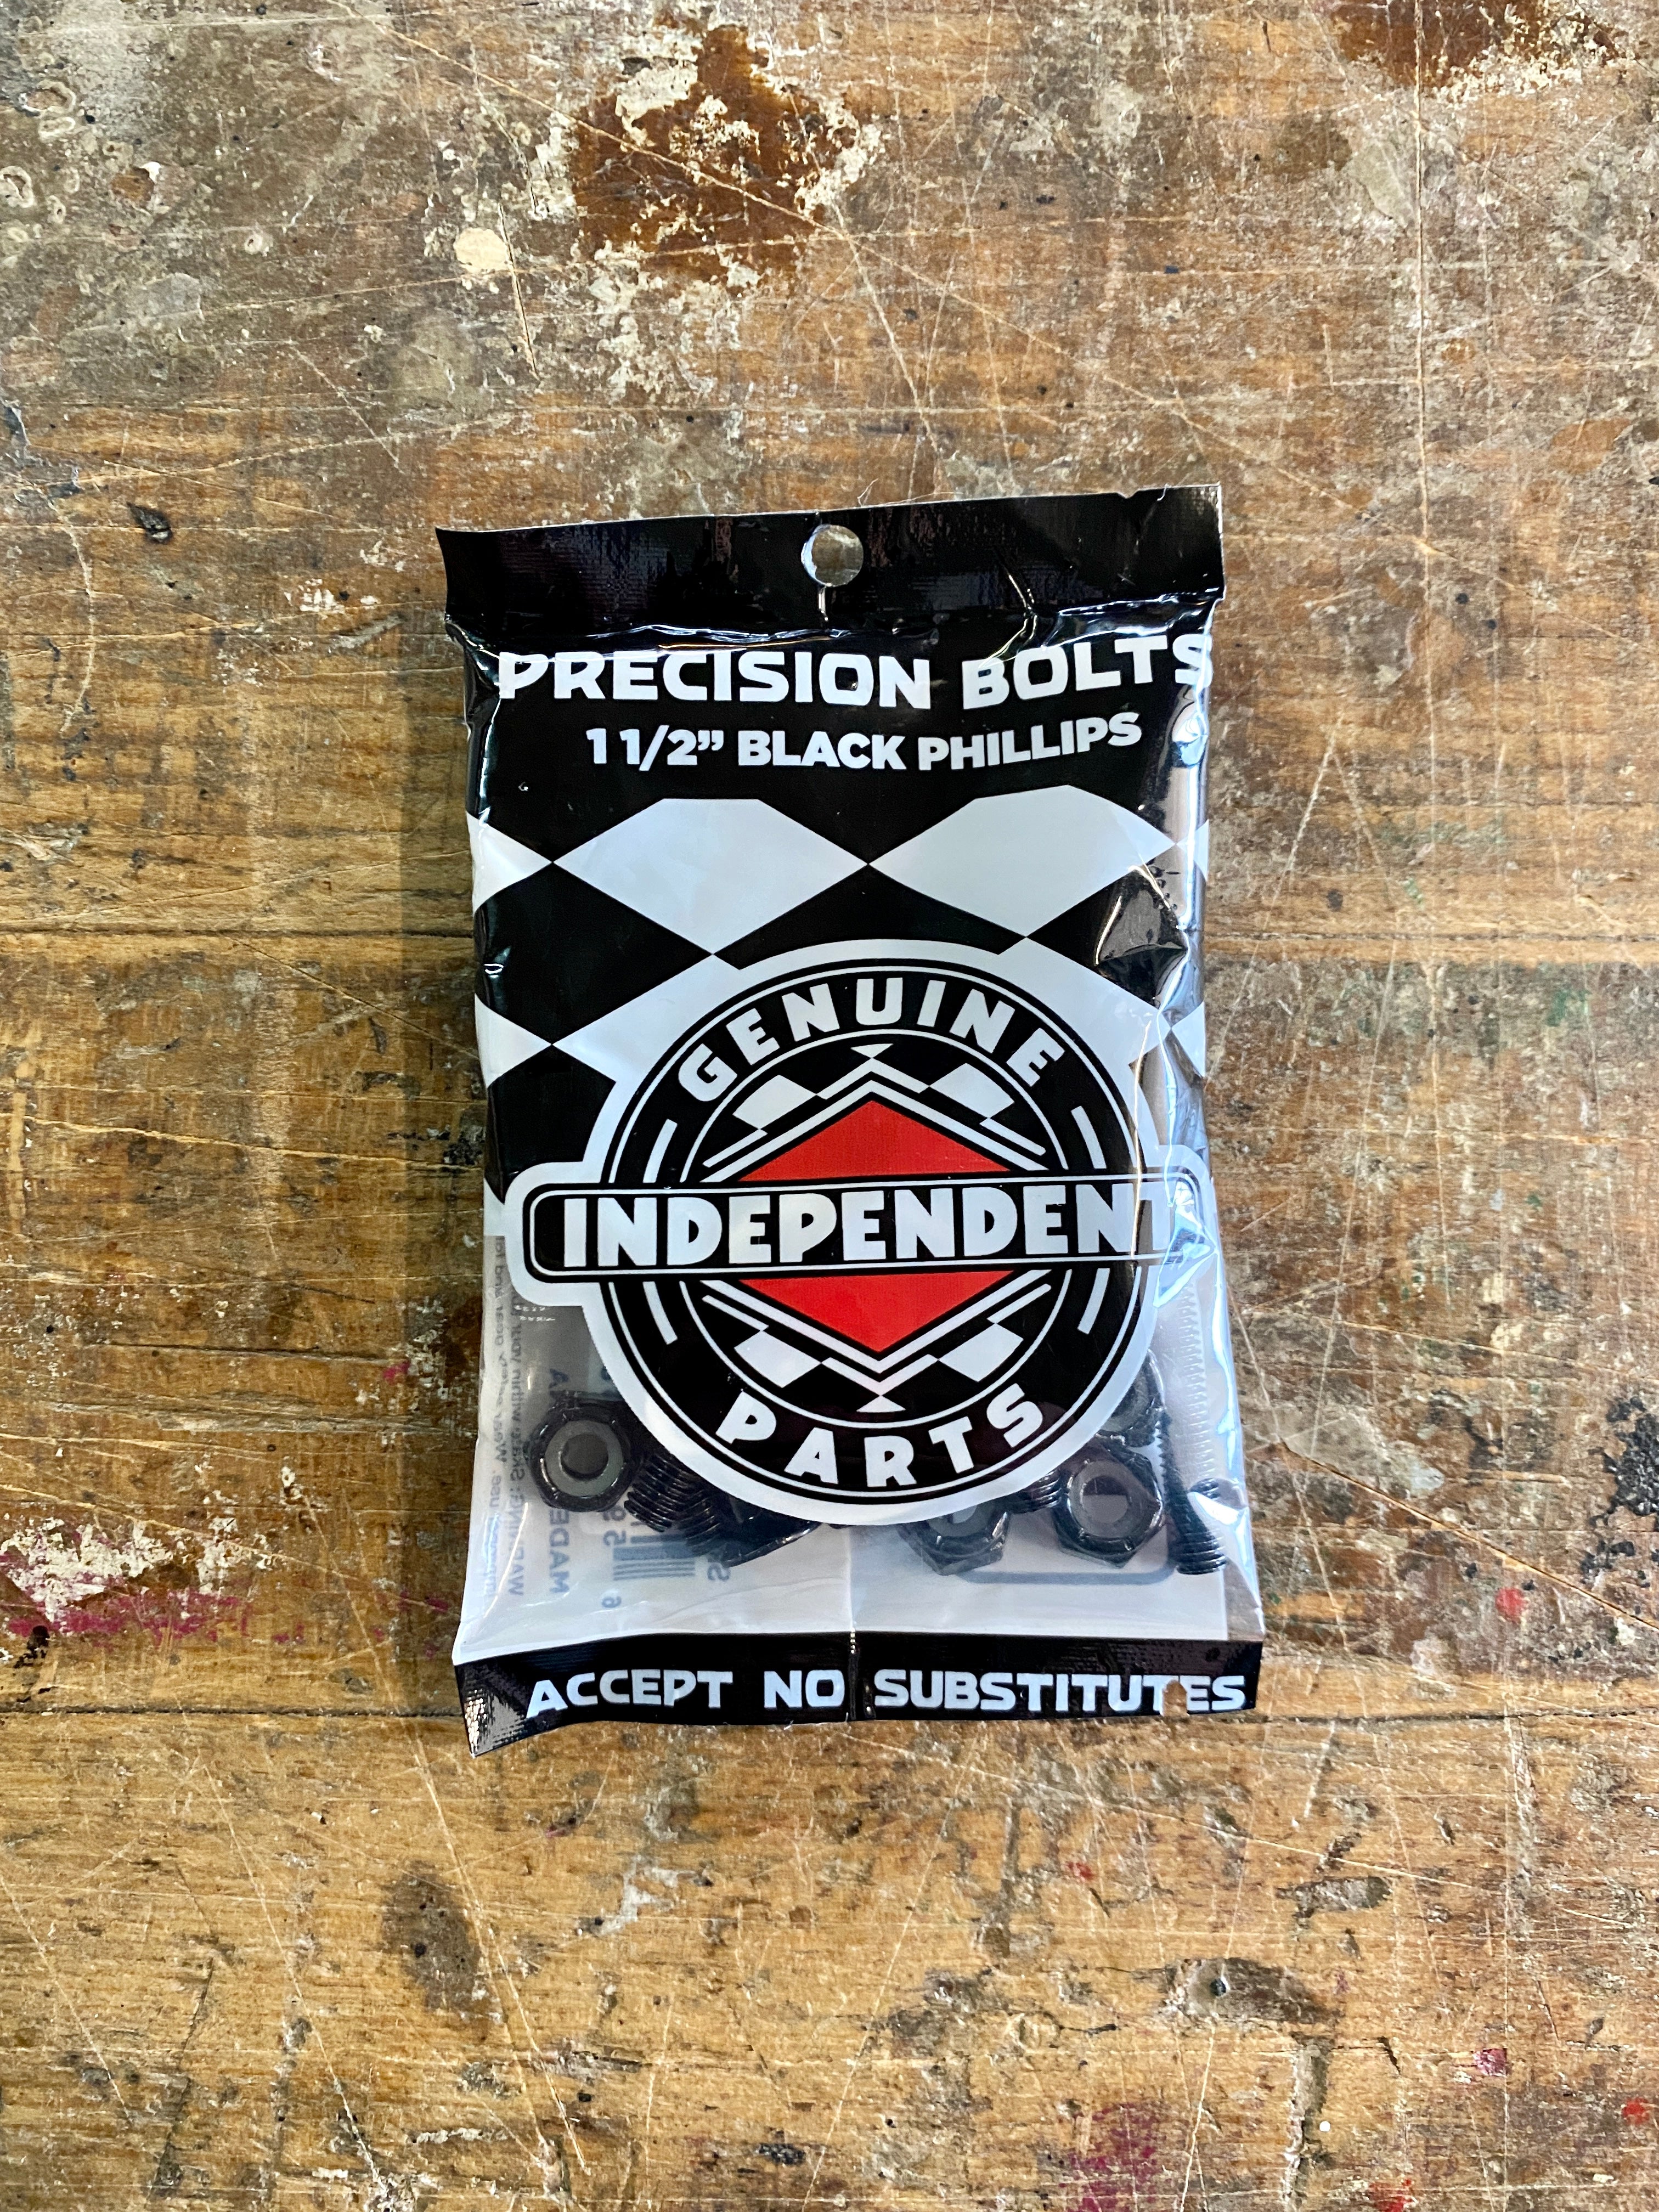 PRECISION BOLTS
1 1/2” BLACK PHILLIPS
GENUINE
INDEPENDENT
PARTS
ACCEPT NO SUBSTITUTES